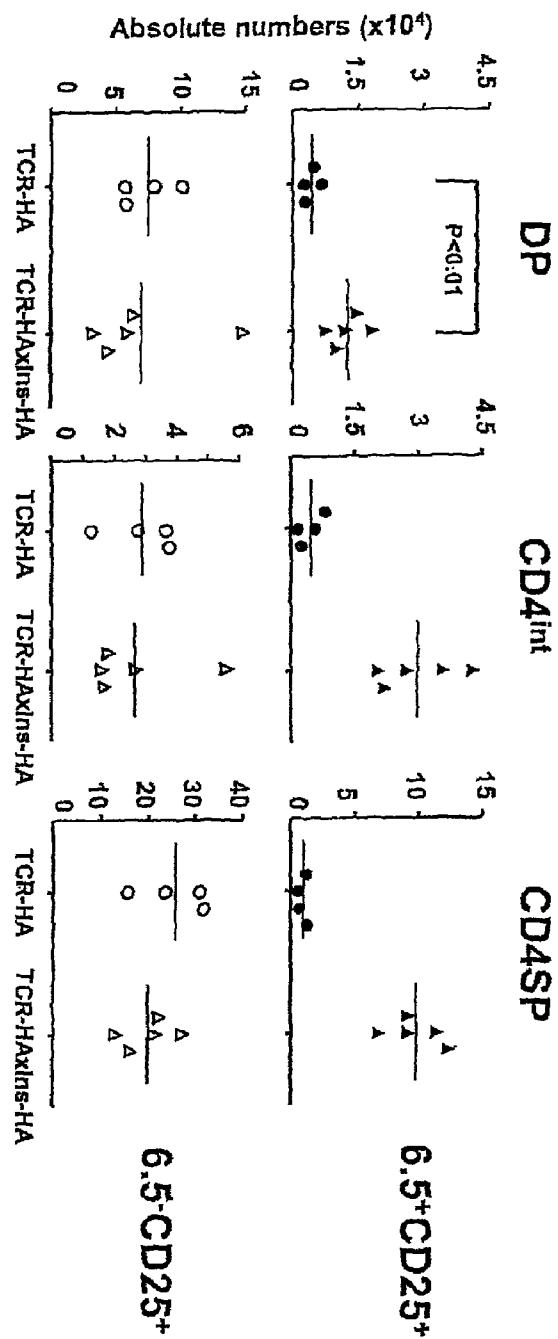 DP
CD4ⁱⁿᵗ
CD4SP
Absolute numbers (x10⁴)
4.5
3
1.5
0
P<0.01
4.5
3
1.5
0
15
10
5
0
6.5⁺CD25⁺
15
10
5
0
6
4
2
0
40
30
20
10
0
6.5⁻CD25⁺
TCR-HA
TCR-HAxIns-HA
TCR-HA
TCR-HAxIns-HA
TCR-HA
TCR-HAxIns-HA